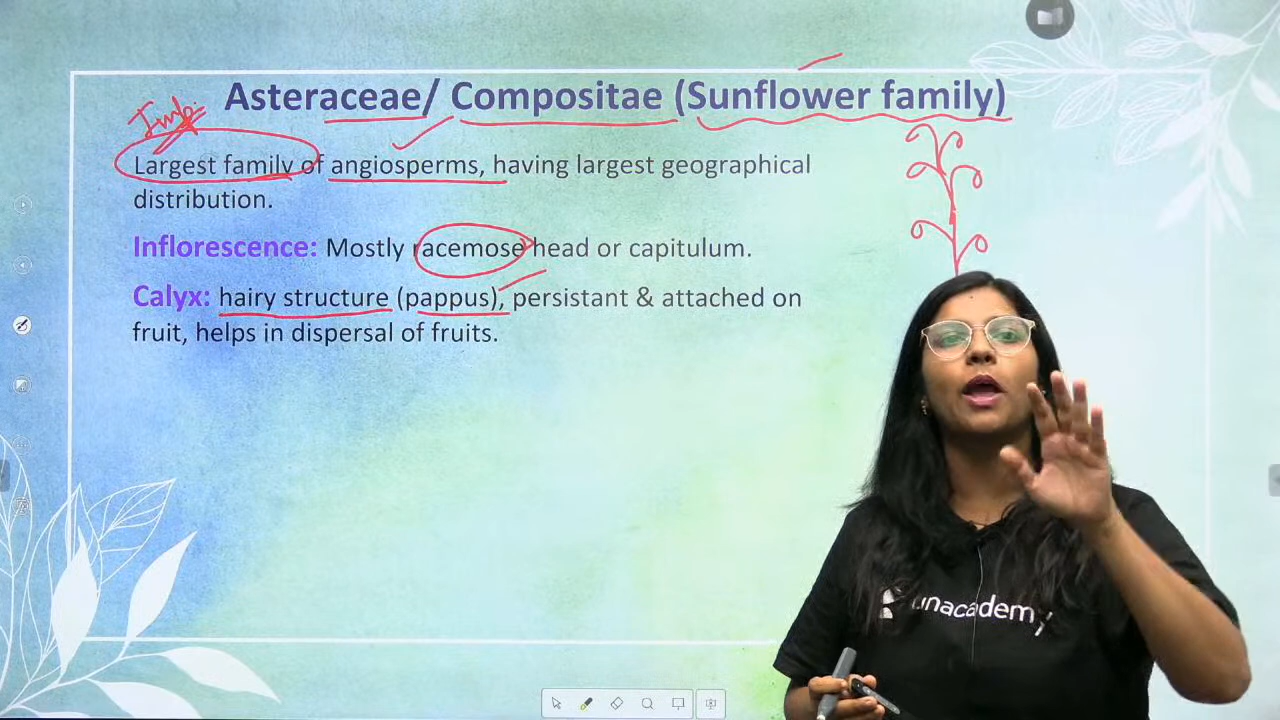 Asteraceae/ Compositae (Sunflower family)
Imp.
Largest family of angiosperms, having largest geographical
distribution.
Inflorescence: Mostly racemose head or capitulum.
Calyx: hairy structure (pappus), persistant & attached on
fruit, helps in dispersal of fruits.
unacademy